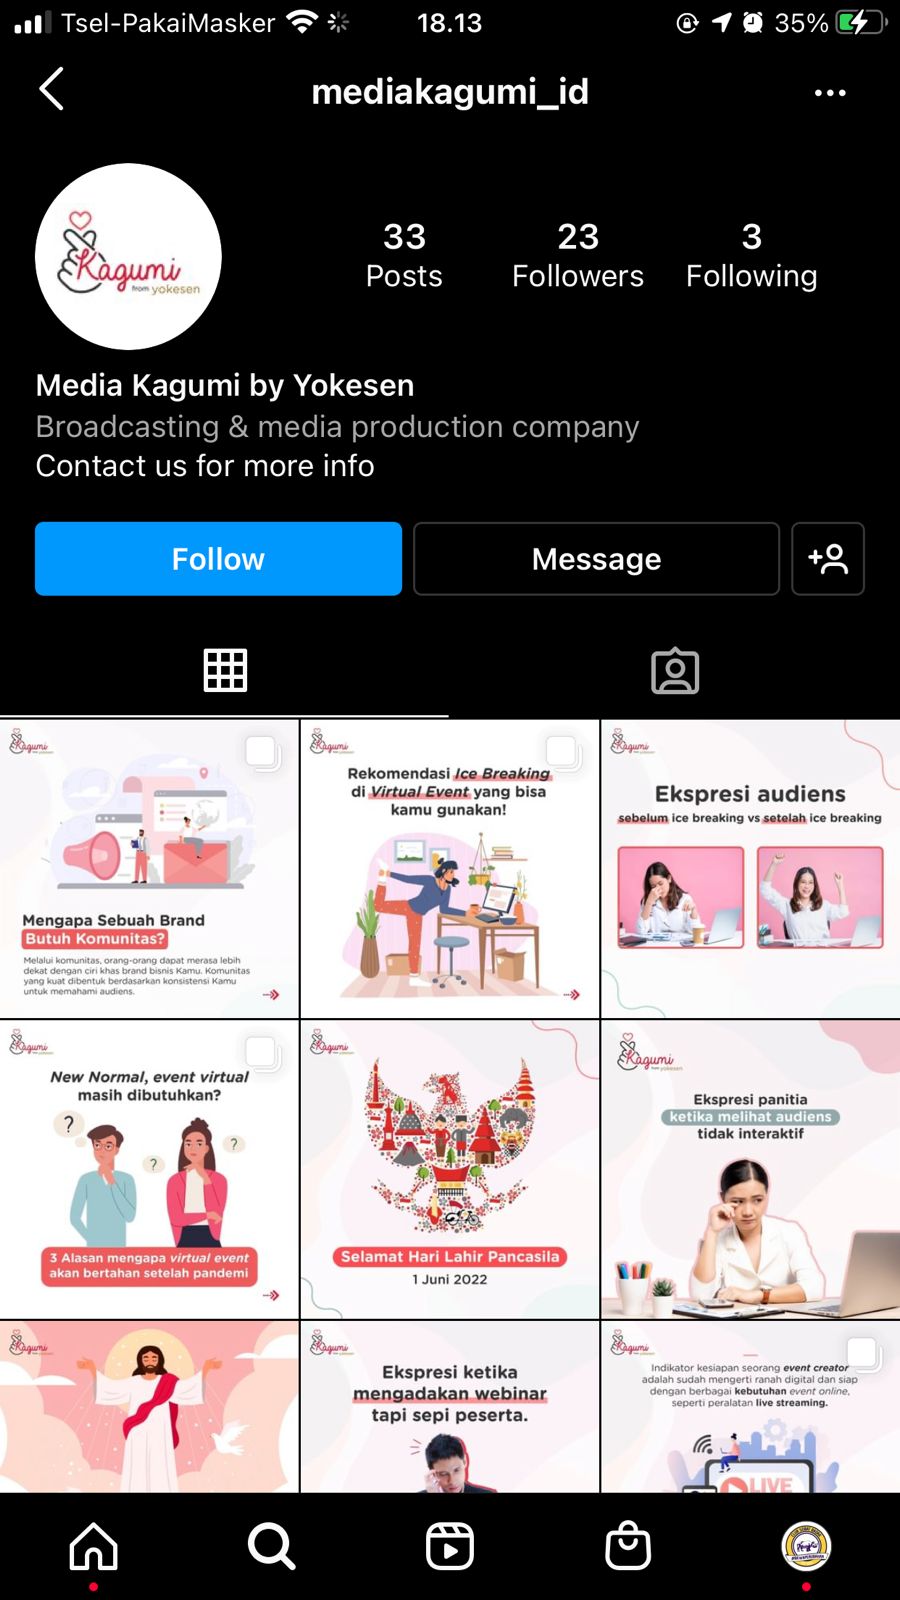 Tsel-PakaiMasker
18.13
35%
mediakagumi_id
Kagumi
from yokesen
33
23
3
Posts
Followers
Following
Media Kagumi by Yokesen
Broadcasting & media production company
Contact us for more info
Follow
Message
Kagumi
Mengapa Sebuah Brand
Butuh Komunitas?
Melalui komunitas, orang-orang dapat merasa lebih
dekat dengan ciri khas brand bisnis Kamu. Komunitas
yang kuat dibentuk berdasarkan konsistensi Kamu
untuk memahami audiens.
Kagumi
Rekomendasi Ice Breaking
di Virtual Event yang bisa
kamu gunakan!
Kagumi
Ekspresi audiens
sebelum ice breaking vs setelah ice breaking
Kagumi
New Normal, event virtual
masih dibutuhkan?
?
?
?
3 Alasan mengapa virtual event
akan bertahan setelah pandemi
Kagumi
Selamat Hari Lahir Pancasila
1 Juni 2022
Kagumi
from yokesen
Ekspresi panitia
ketika melihat audiens
tidak interaktif
Kagumi
Kagumi
Ekspresi ketika
mengadakan webinar
tapi sepi peserta.
Kagumi
Indikator kesiapan seorang event creator
adalah sudah mengerti ranah digital dan siap
dengan berbagai kebutuhan event online,
seperti peralatan live streaming.
LIVE